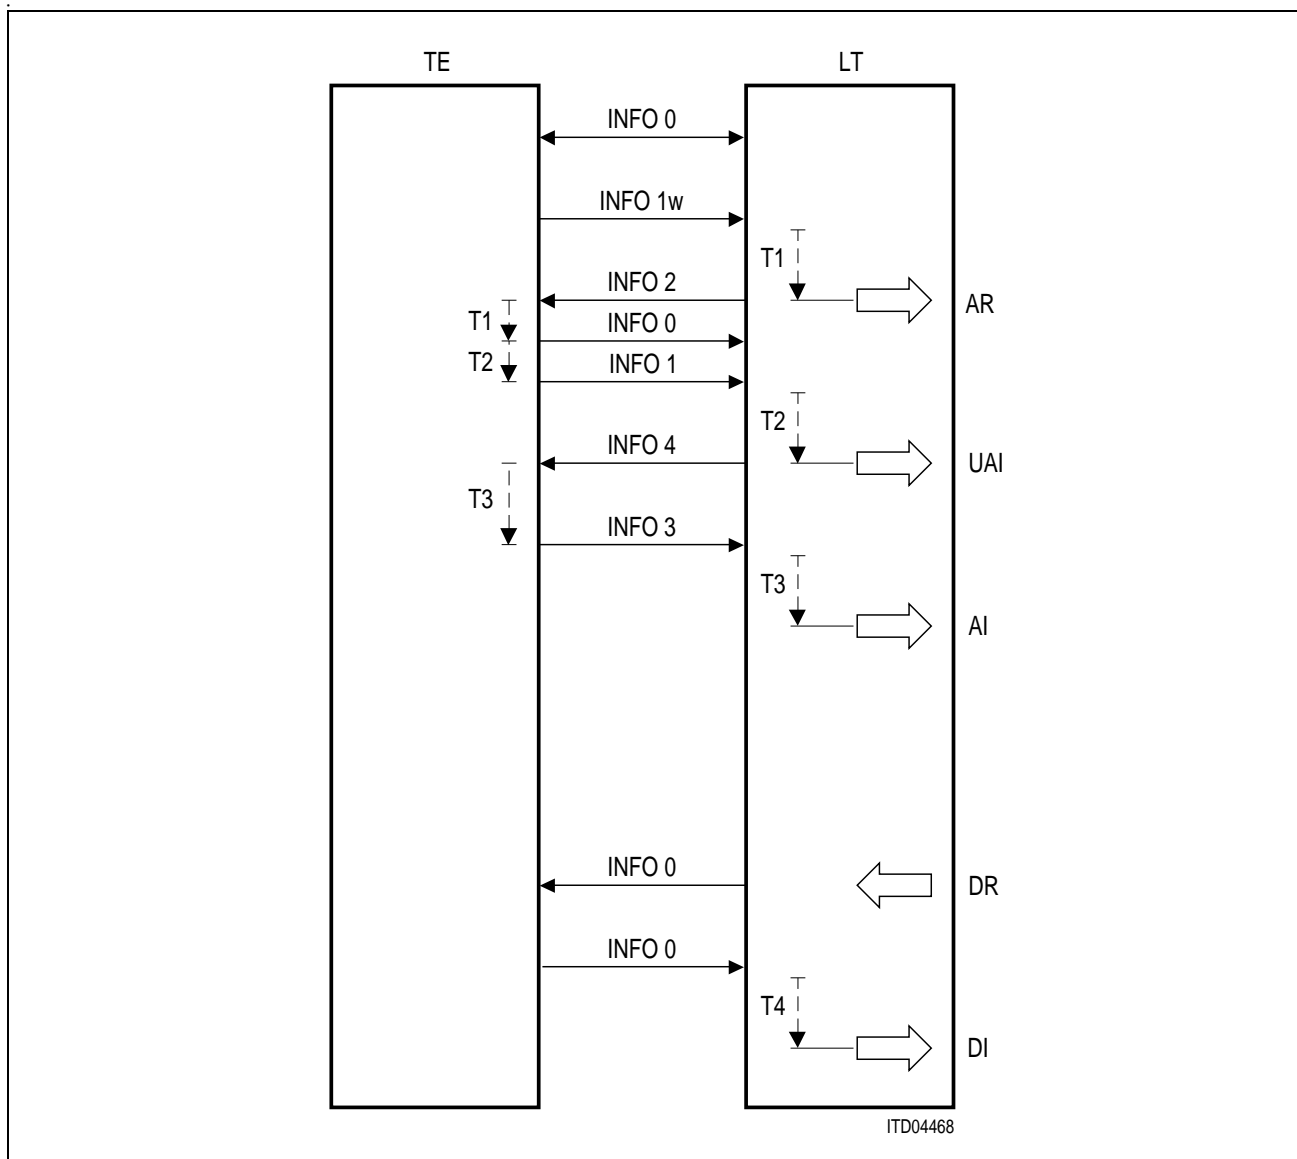 TE LT
INFO 0
INFO 1w
T1
INFO 2
AR
T1
INFO 0
T2
INFO 1
T2
INFO 4
UAI
T3
INFO 3
T3
AI
INFO 0
DR
INFO 0
T4
DI
ITD04468